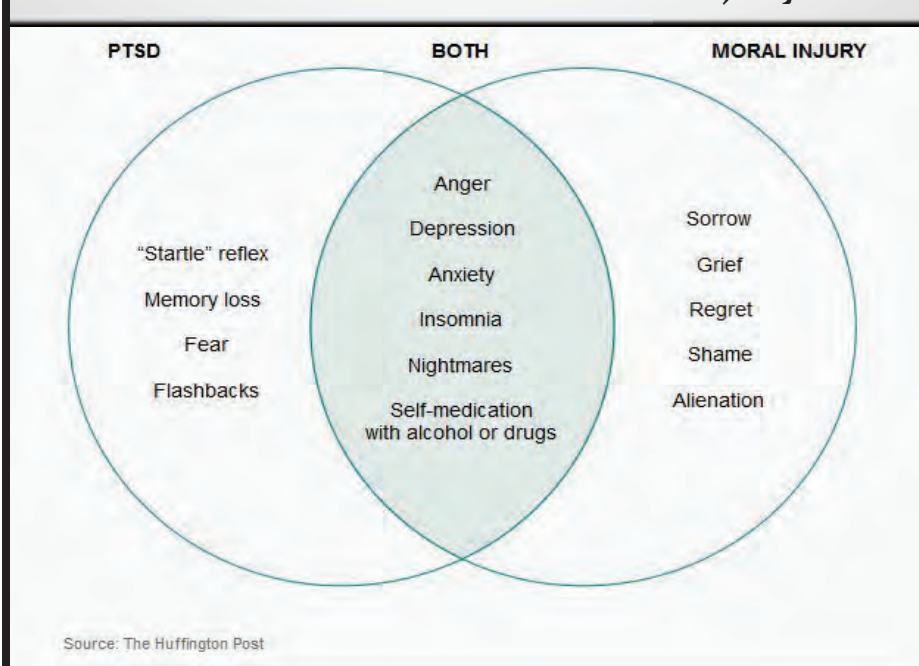 PTSD
BOTH
MORAL INJURY
“Startle” reflex
Memory loss
Fear
Flashbacks
Anger
Depression
Anxiety
Insomnia
Nightmares
Self-medication
with alcohol or drugs
Sorrow
Grief
Regret
Shame
Alienation
Source: The Huffington Post